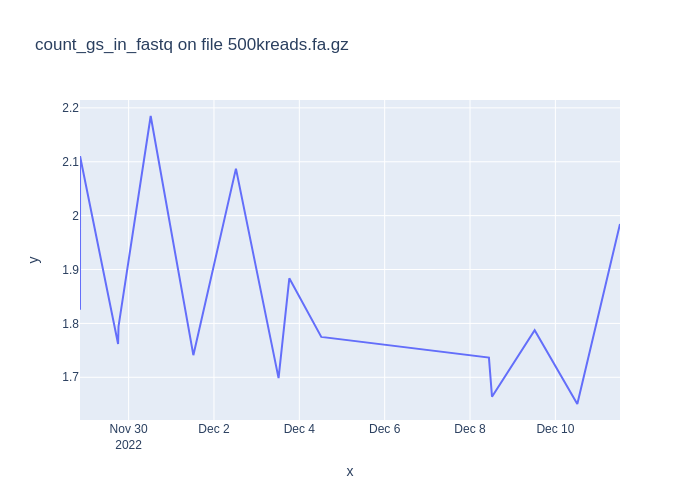 count_gs_in_fastq on file 500kreads.fa.gz
2.2
2.1
2
1.9
1.8
1.7
y
Nov 30 Dec 2 Dec 4 Dec 6 Dec 8 Dec 10
2022
x